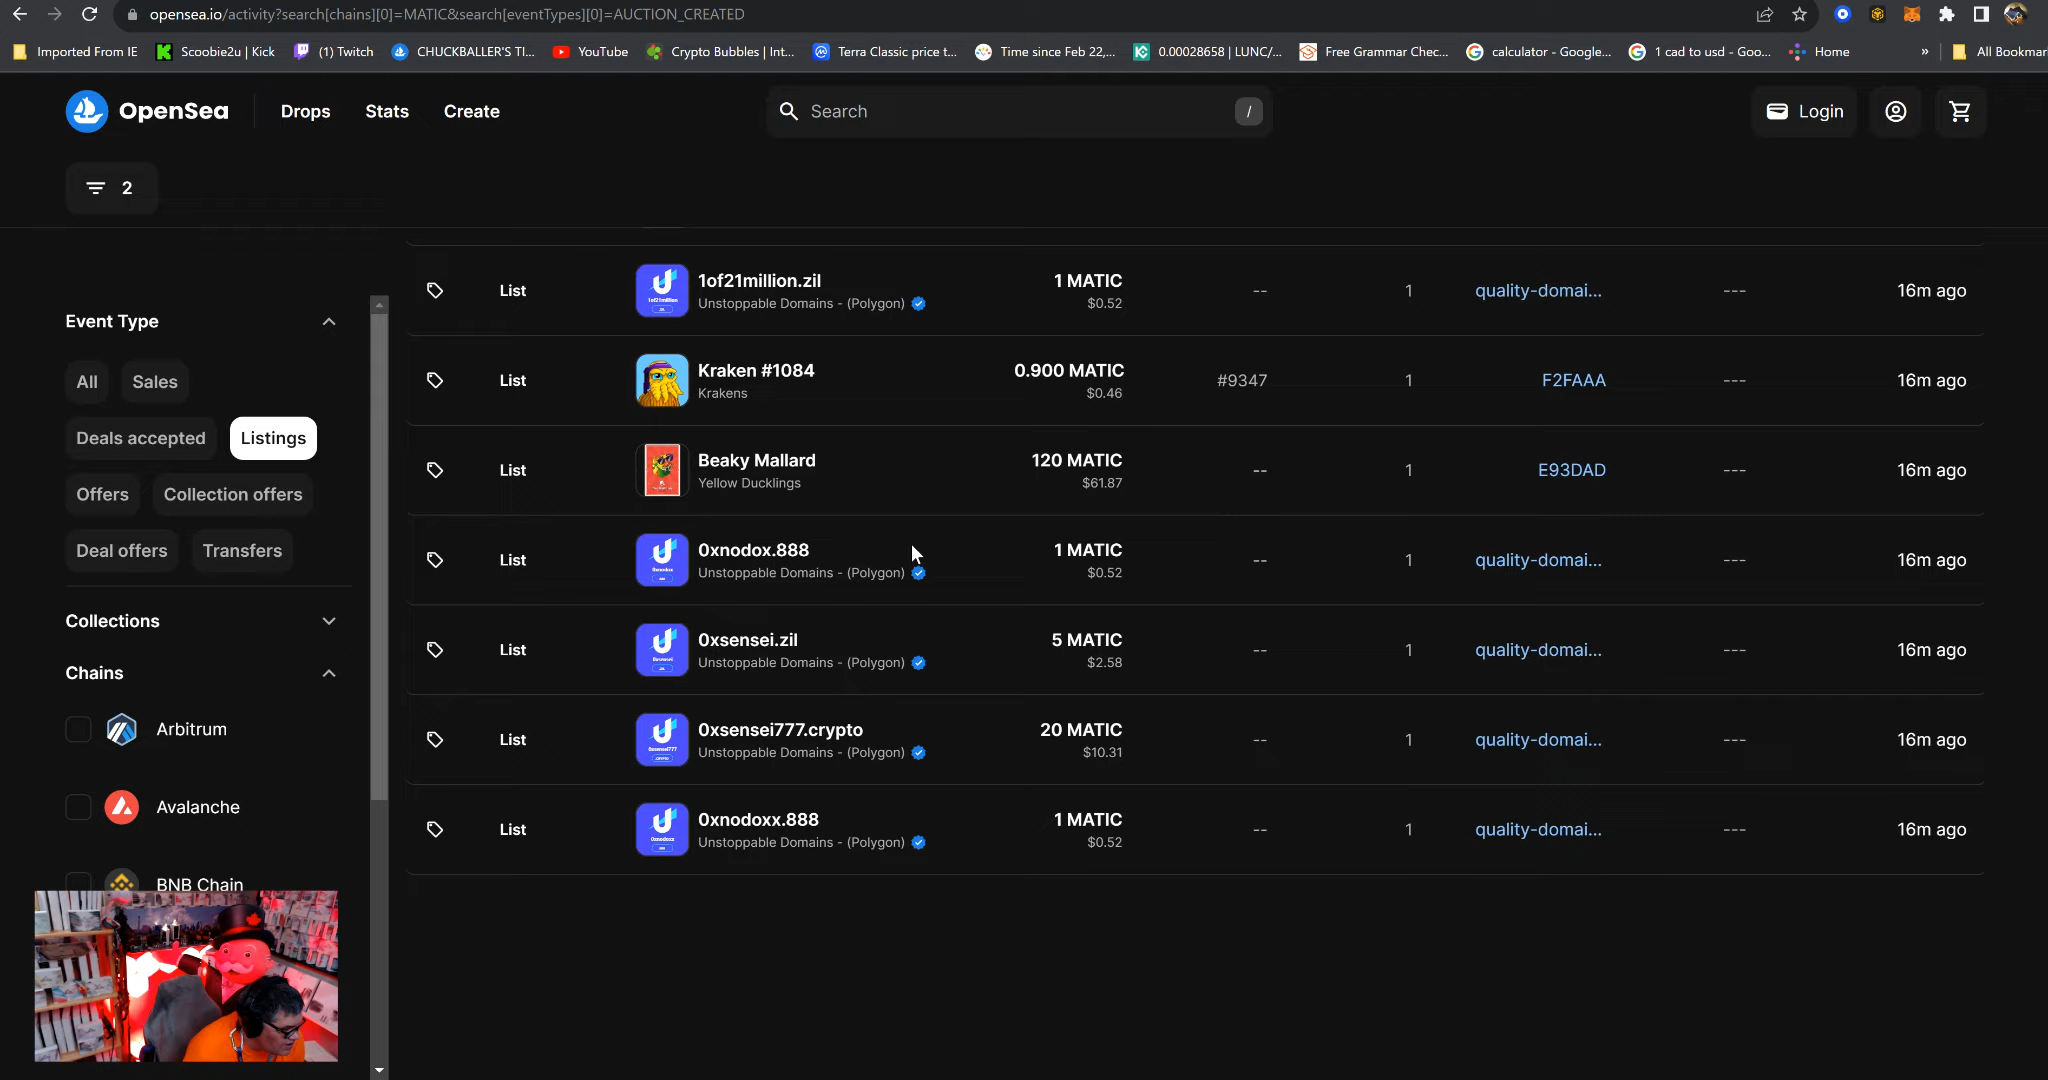 opensea.io/activity?search[chains][0]=MATIC&search[eventTypes][0]=AUCTION_CREATED
Imported From IE
Scoobie2u | Kick
(1) Twitch
CHUCKBALLER'S TI...
YouTube
Crypto Bubbles | Int...
Terra Classic price t...
Time since Feb 22,...
0.00028658 | LUNC/...
Free Grammar Chec...
calculator - Google...
1 cad to usd - Goo...
Home
»
All Bookmar
OpenSea
Drops
Stats
Create
Search
/
Login
2
Event Type
All
Sales
Deals accepted
Listings
Offers
Collection offers
Deal offers
Transfers
Collections
Chains
Arbitrum
Avalanche
BNB Chain
List 1of21million.zil 1 MATIC -- 1 quality-domai... --- 16m ago
Unstoppable Domains - (Polygon) $0.52
List Kraken #1084 0.900 MATIC #9347 1 F2FAAA --- 16m ago
Krakens $0.46
List Beaky Mallard 120 MATIC -- 1 E93DAD --- 16m ago
Yellow Ducklings $61.87
List 0xnodox.888 1 MATIC -- 1 quality-domai... --- 16m ago
Unstoppable Domains - (Polygon) $0.52
List 0xsensei.zil 5 MATIC -- 1 quality-domai... --- 16m ago
Unstoppable Domains - (Polygon) $2.58
List 0xsensei777.crypto 20 MATIC -- 1 quality-domai... --- 16m ago
Unstoppable Domains - (Polygon) $10.31
List 0xnodoxx.888 1 MATIC -- 1 quality-domai... --- 16m ago
Unstoppable Domains - (Polygon) $0.52